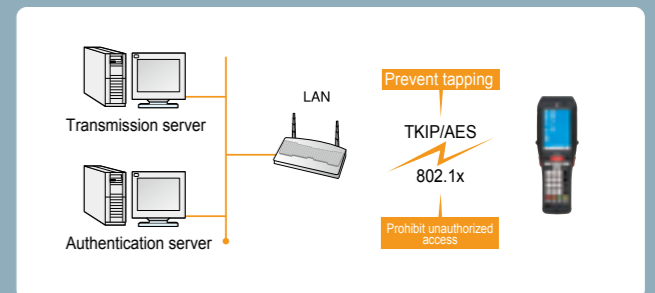 Prevent tapping
LAN
Transmission server
TKIP/AES
802.1x
Prohibit unauthorized
access
Authentication server